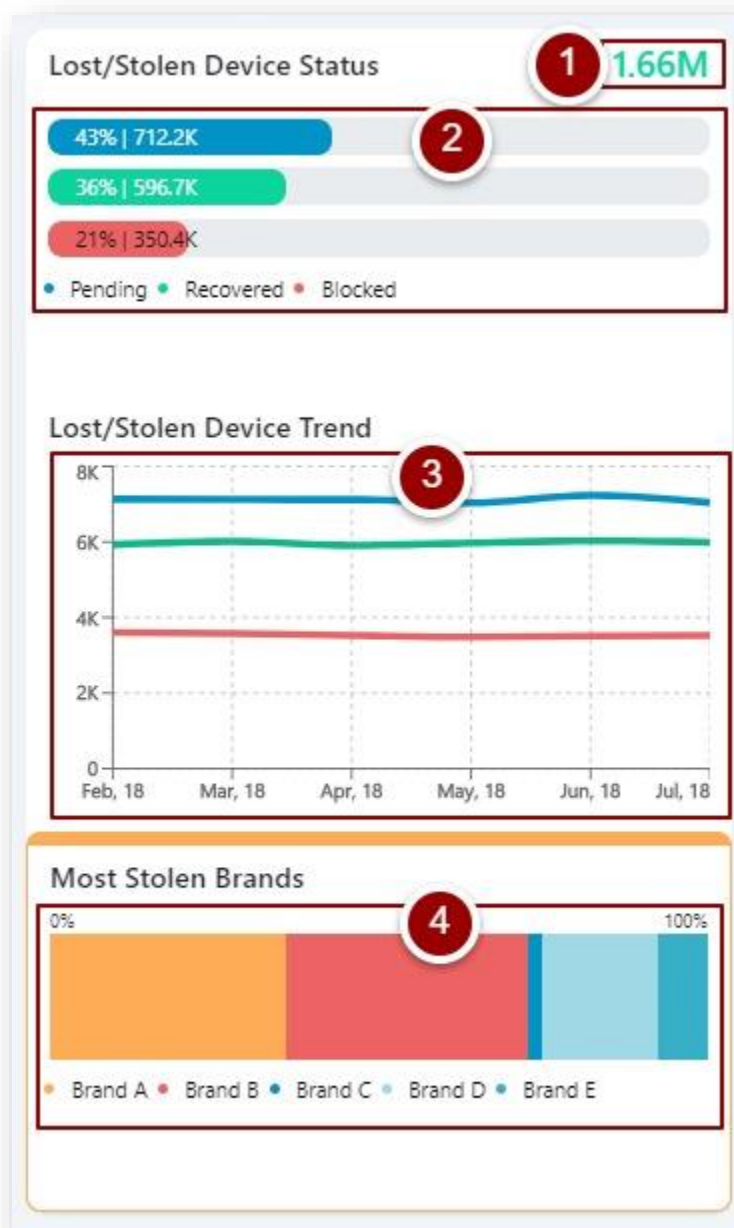 Lost/Stolen Device Status 1 1.66M
2
43% | 712.2K
36% | 596.7K
21% | 350.4K
Pending Recovered Blocked
Lost/Stolen Device Trend
3
8K
6K
4K
2K
0
Feb, 18 Mar, 18 Apr, 18 May, 18 Jun, 18 Jul, 18
Most Stolen Brands
4
0% 100%
Brand A Brand B Brand C Brand D Brand E